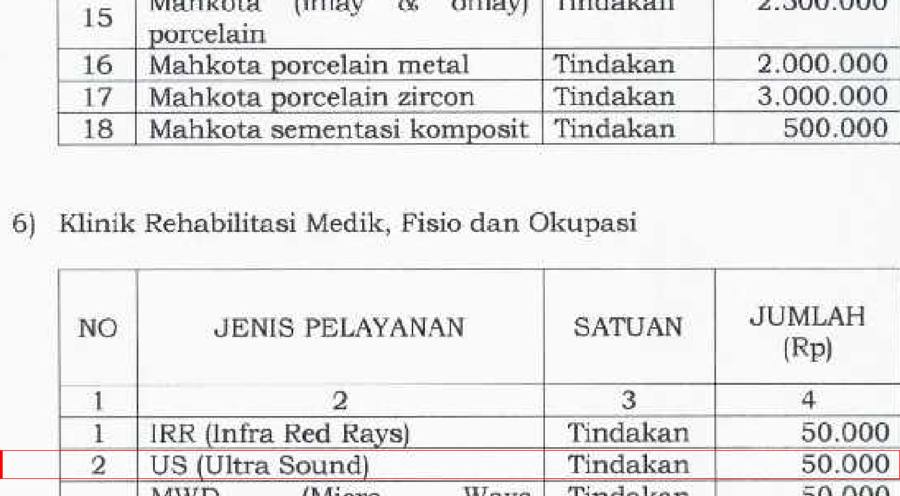 15 Mahkota (inlay & onlay) Tindakan 2.500.000
porcelain
16 Mahkota porcelain metal Tindakan 2.000.000
17 Mahkota porcelain zircon Tindakan 3.000.000
18 Mahkota sementasi komposit Tindakan 500.000
6) Klinik Rehabilitasi Medik, Fisio dan Okupasi
NO JENIS PELAYANAN SATUAN JUMLAH
(Rp)
1 2 3 4
1 IRR (Infra Red Rays) Tindakan 50.000
2 US (Ultra Sound) Tindakan 50.000
MWD (Micro Wave Tindakan 50.000